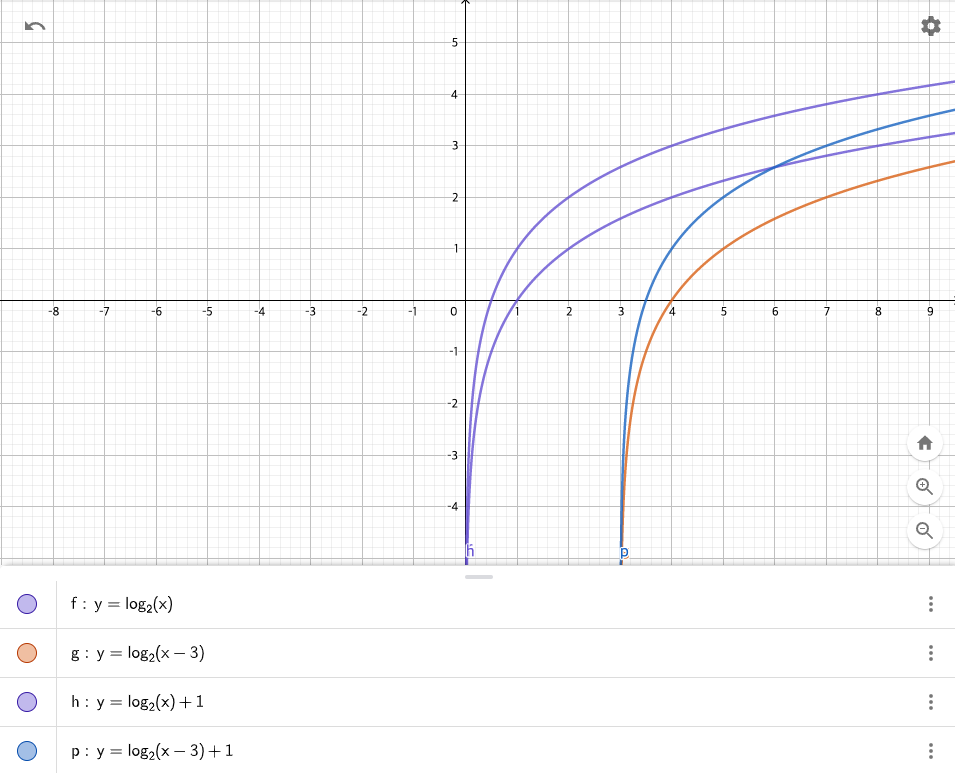 5
4
3
2
1
-8 -7 -6 -5 -4 -3 -2 -1 0 1 2 3 4 5 6 7 8 9
-1
-2
-3
-4
h p
f : y = log₂(x)
g : y = log₂(x − 3)
h : y = log₂(x) + 1
p : y = log₂(x − 3) + 1